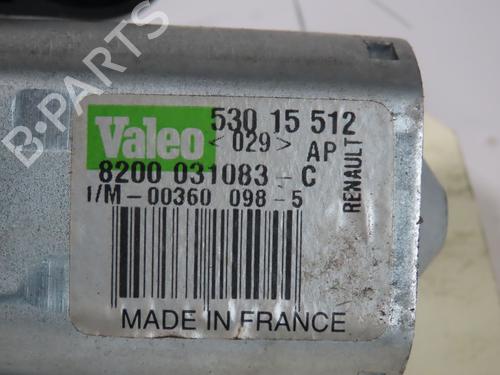 B-PARTS
Valeo
530 15 512
<029> AP
8200 031083-C
I/M-00360 098-5
RENAULT
MADE IN FRANCE